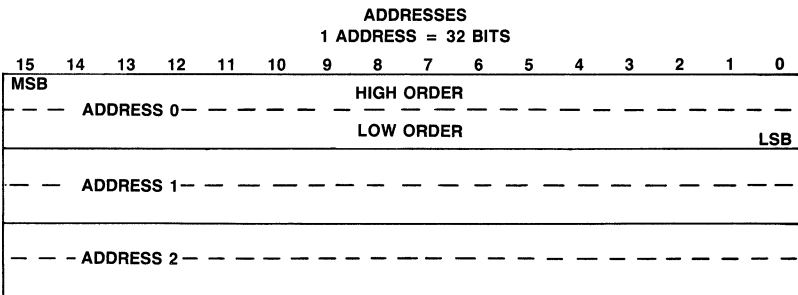 ADDRESSES
1 ADDRESS = 32 BITS
15 14 13 12 11 10 9 8 7 6 5 4 3 2 1 0
MSB
HIGH ORDER
ADDRESS 0
LOW ORDER
LSB
ADDRESS 1
ADDRESS 2